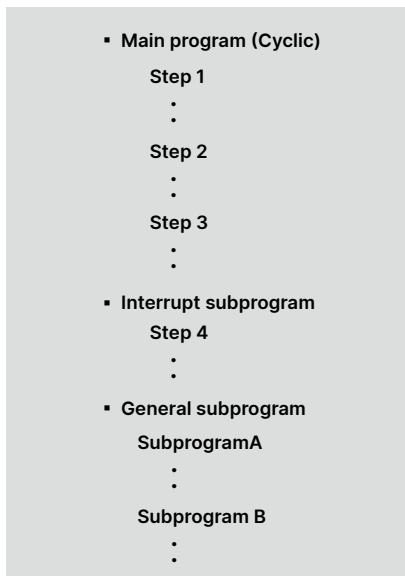 ▪ Main program (Cyclic)
Step 1
•
•
Step 2
•
•
Step 3
•
•
▪ Interrupt subprogram
Step 4
•
•
▪ General subprogram
SubprogramA
•
•
Subprogram B
•
•